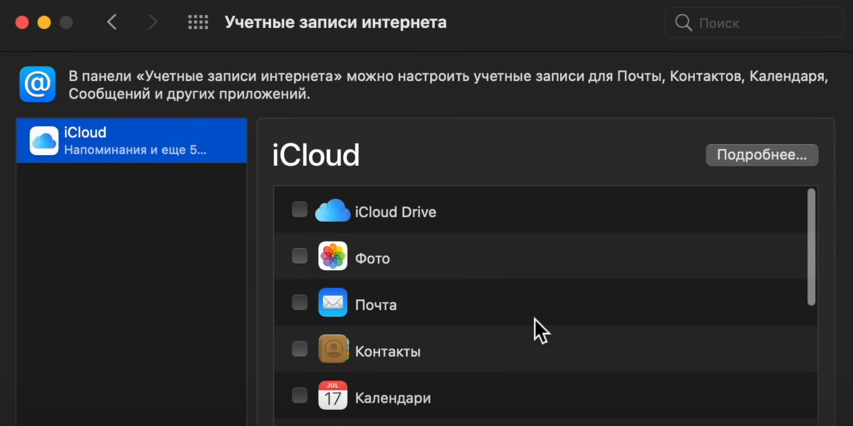 Учетные записи интернета
Поиск
В панели «Учетные записи интернета» можно настроить учетные записи для Почты, Контактов, Календаря,
Сообщений и других приложений.
iCloud
Напоминания и еще 5...
iCloud
Подробнее...
iCloud Drive
Фото
Почта
Контакты
JUL
17
Календари